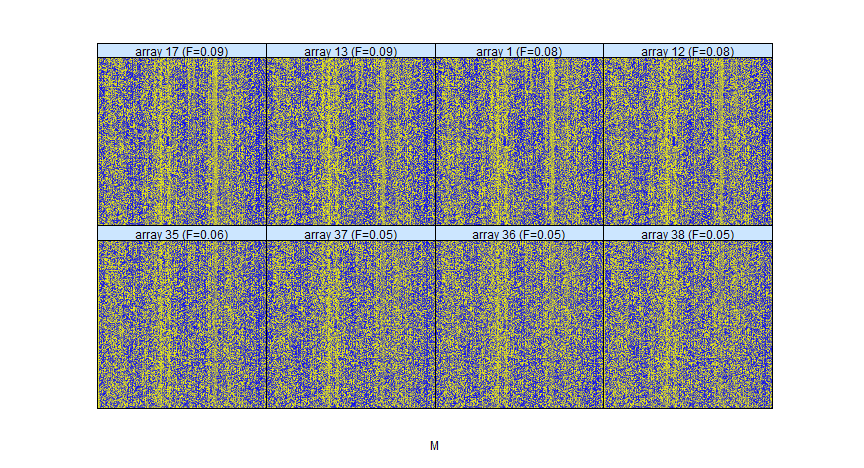 array 17 (F=0.09) array 13 (F=0.09) array 1 (F=0.08) array 12 (F=0.08)
array 35 (F=0.06) array 37 (F=0.05) array 36 (F=0.05) array 38 (F=0.05)
M